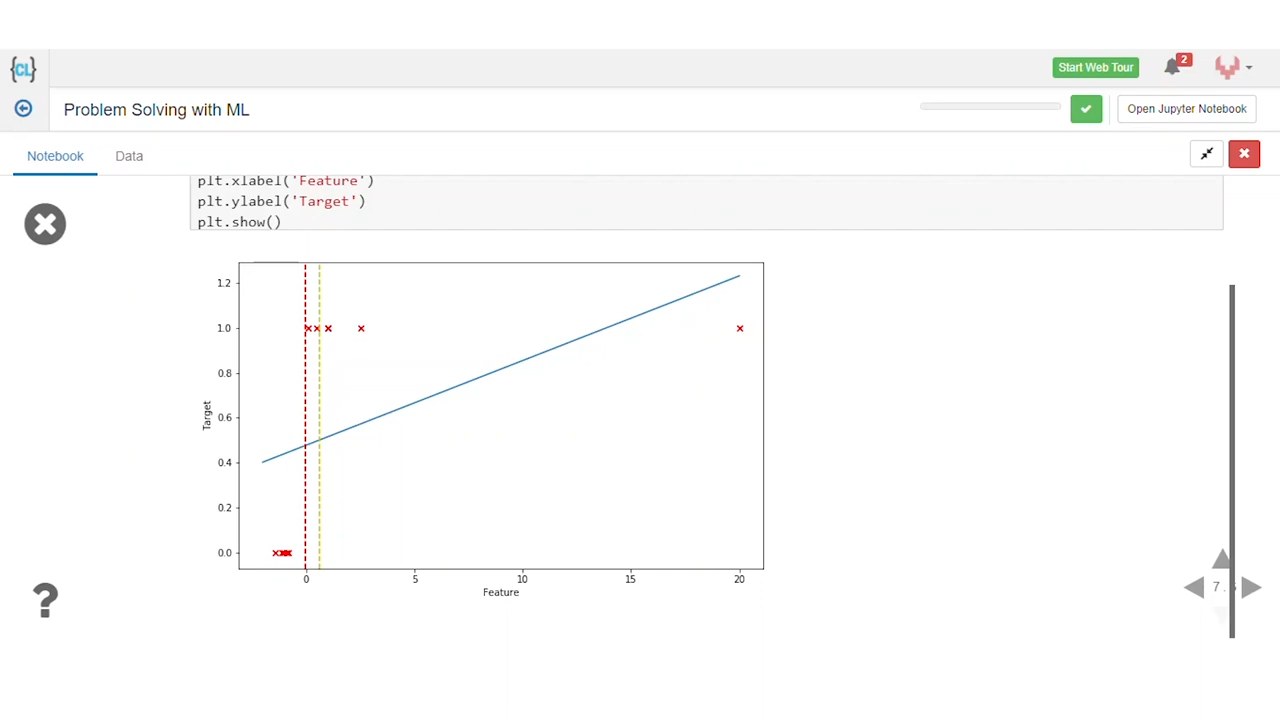 {CL}
Start Web Tour
2
Problem Solving with ML
Open Jupyter Notebook
Notebook
Data
plt.xlabel('Feature')
plt.ylabel('Target')
plt.show()
1.2
1.0
0.8
0.6
0.4
0.2
0.0
Target
0 5 10 15 20
Feature
?
7.